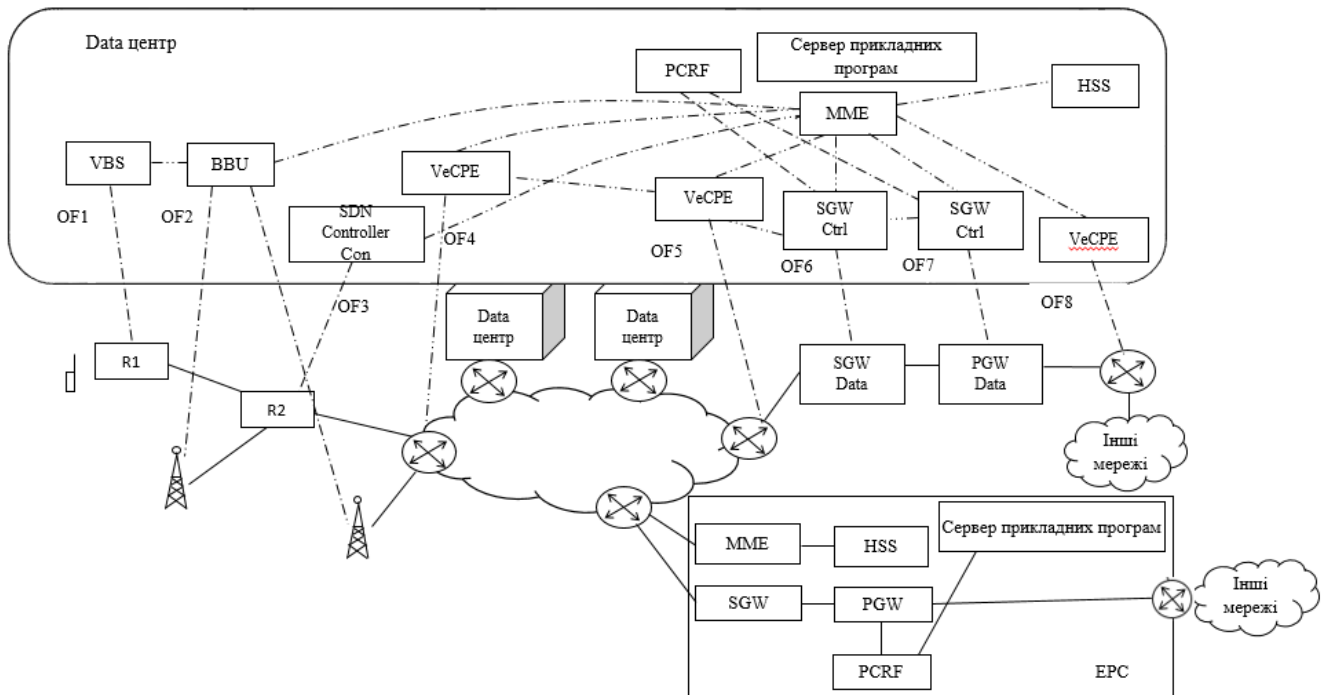 Data центр
Сервер прикладних
програм
PCRF
HSS
MME
VBS
BBU
VeCPE
VeCPE
SGW
Ctrl
SGW
Ctrl
VeCPE
SDN
Controller
Con
OF1
OF2
OF4
OF5
OF6
OF7
OF3
OF8
Data
центр
Data
центр
R1
R2
SGW
Data
PGW
Data
Інші
мережі
Сервер прикладних програм
MME
HSS
SGW
PGW
Інші
мережі
PCRF
EPC